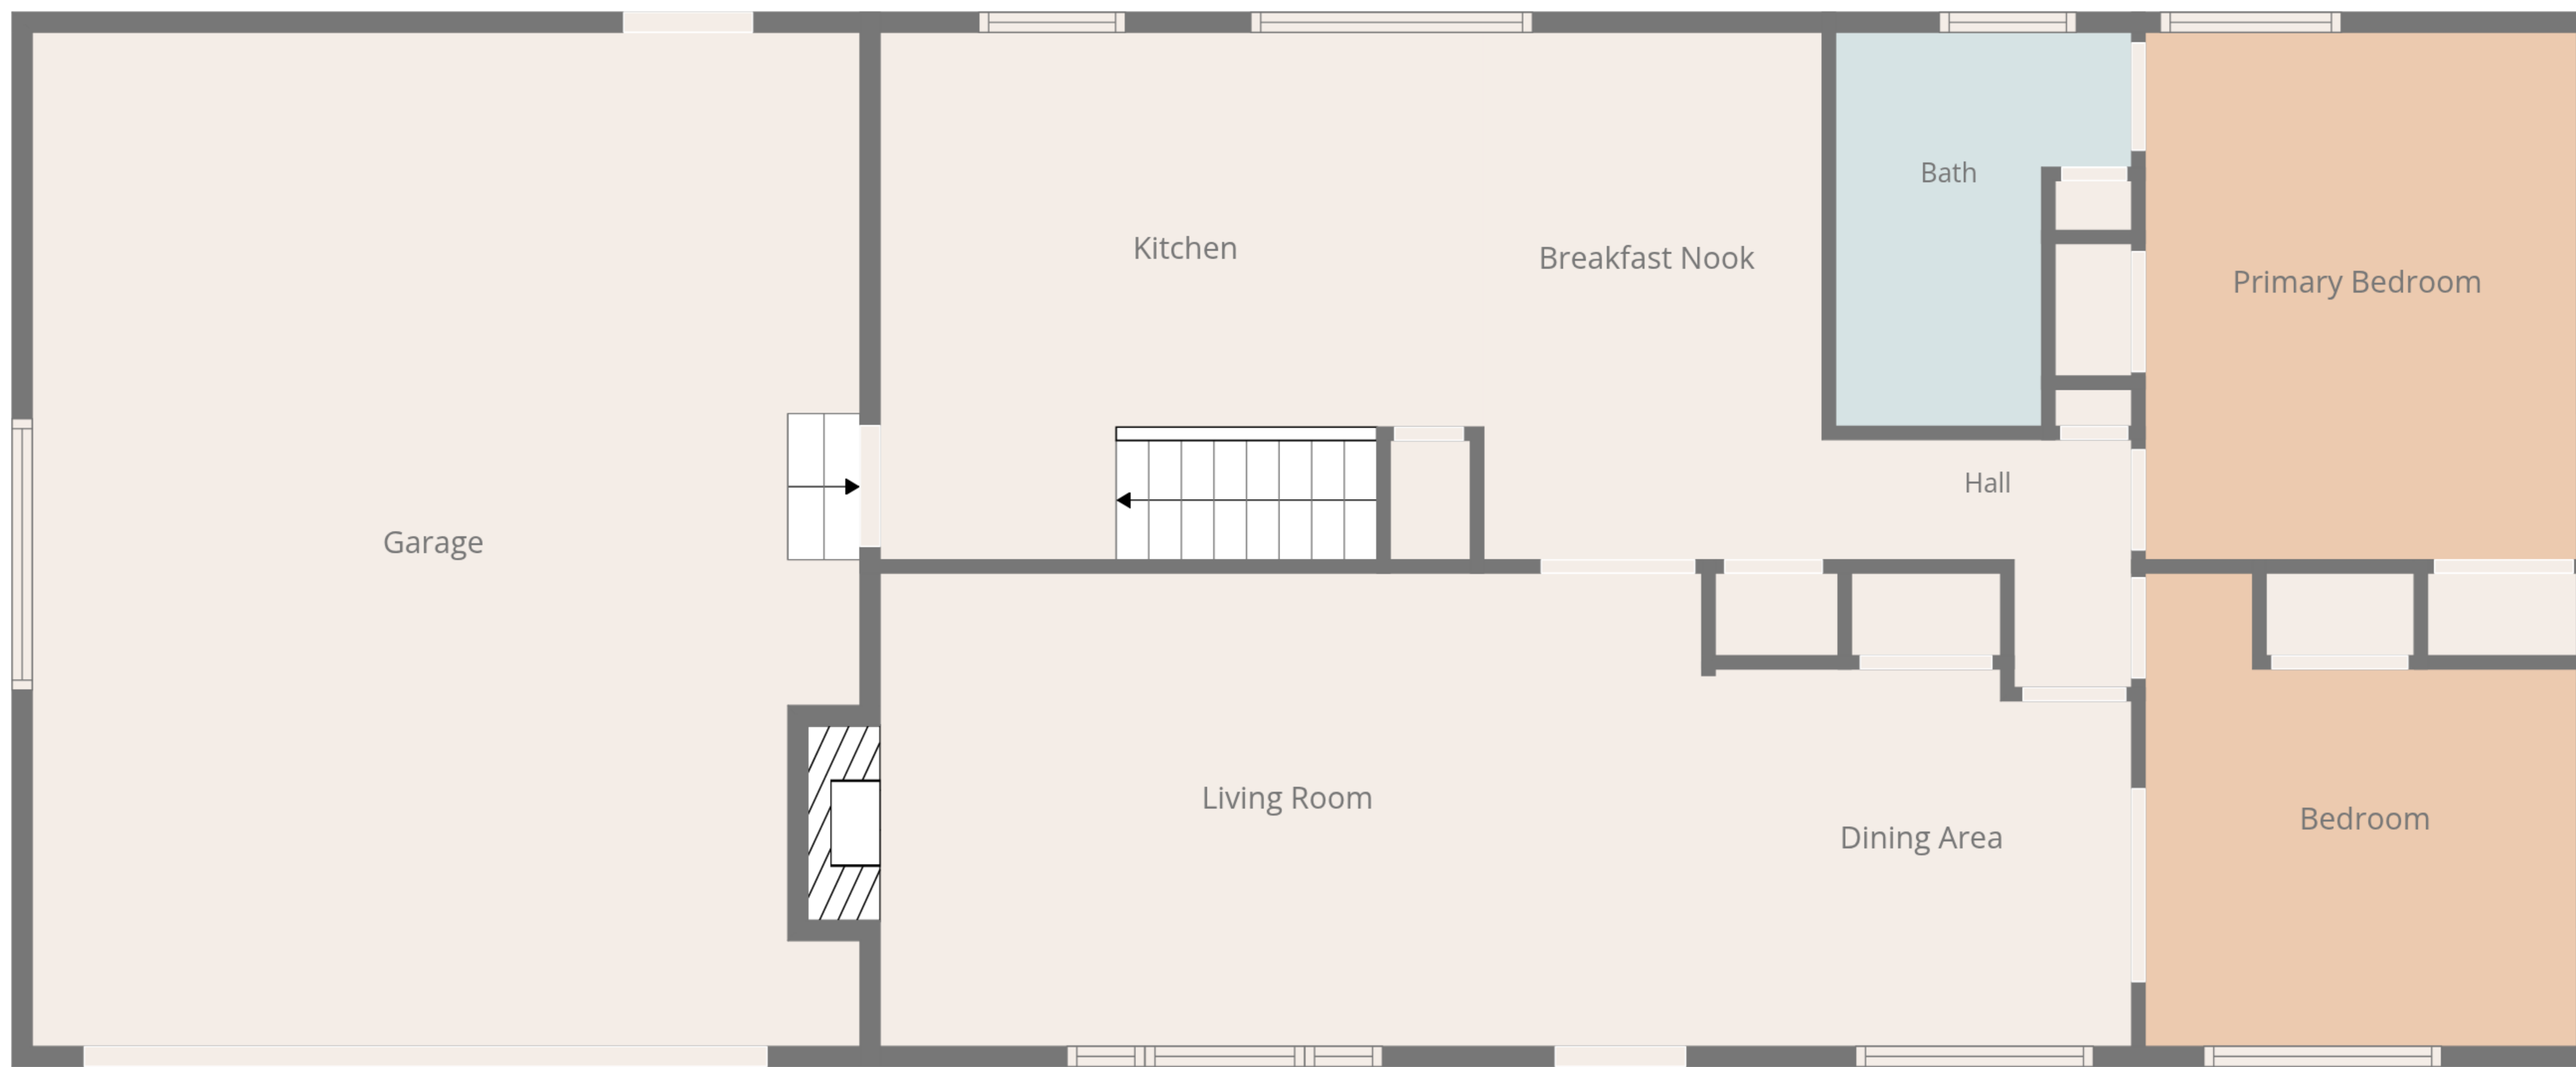 Bath
Kitchen
Breakfast Nook
Primary Bedroom
Hall
Garage
Living Room
Dining Area
Bedroom